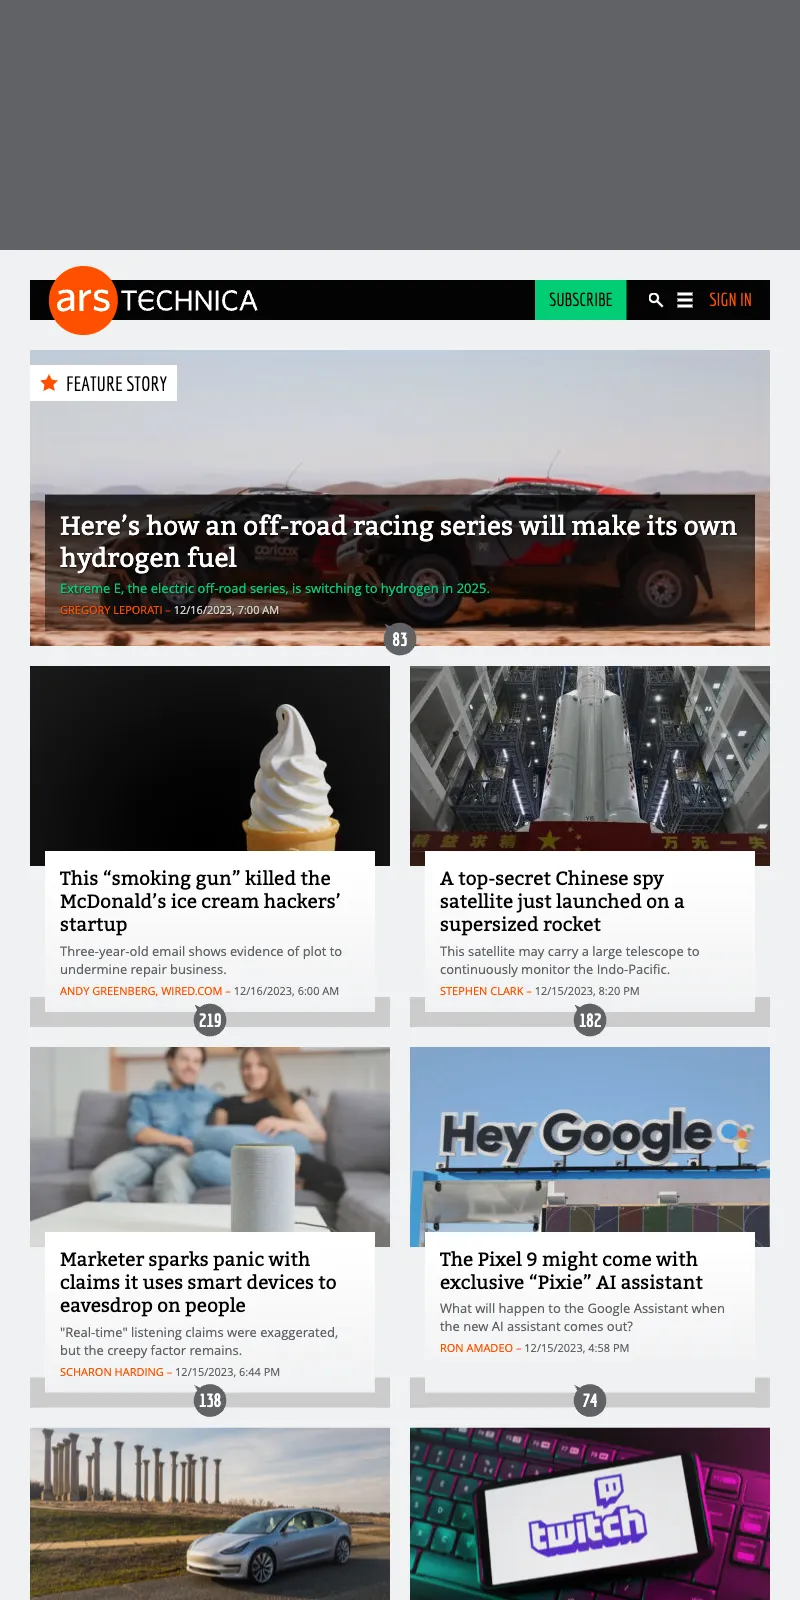 ars TECHNICA
SUBSCRIBE
SIGN IN
FEATURE STORY
Here’s how an off-road racing series will make its own
hydrogen fuel
Extreme E, the electric off-road series, is switching to hydrogen in 2025.
GREGORY LEPORATI – 12/16/2023, 7:00 AM
83
This “smoking gun” killed the
McDonald’s ice cream hackers’
startup
Three-year-old email shows evidence of plot to
undermine repair business.
ANDY GREENBERG, WIRED.COM – 12/16/2023, 6:00 AM
219
Y6
精益求精
万无一失
A top-secret Chinese spy
satellite just launched on a
supersized rocket
This satellite may carry a large telescope to
continuously monitor the Indo-Pacific.
STEPHEN CLARK – 12/15/2023, 8:20 PM
182
Marketer sparks panic with
claims it uses smart devices to
eavesdrop on people
"Real-time" listening claims were exaggerated,
but the creepy factor remains.
SCHARON HARDING – 12/15/2023, 6:44 PM
138
Hey Google
The Pixel 9 might come with
exclusive “Pixie” AI assistant
What will happen to the Google Assistant when
the new AI assistant comes out?
RON AMADEO – 12/15/2023, 4:58 PM
74
twitch